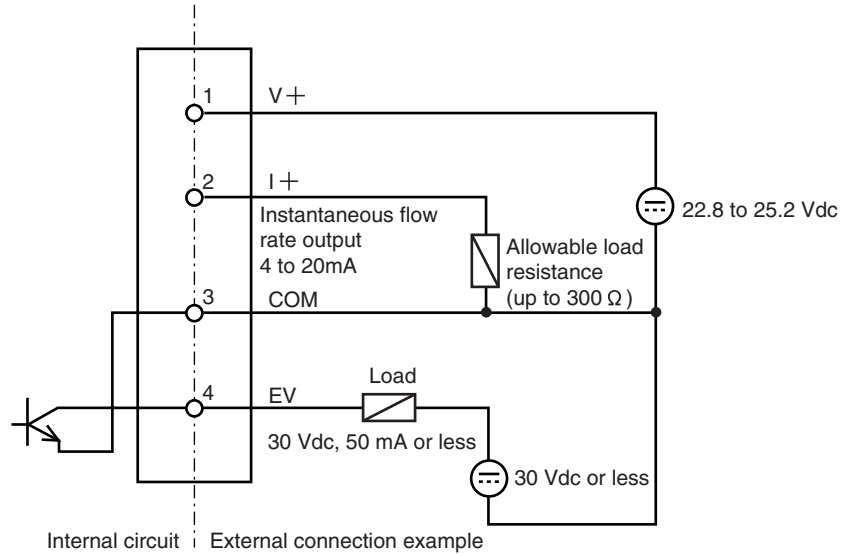 1
V+
2
I+
Instantaneous flow
rate output
4 to 20mA
22.8 to 25.2 Vdc
Allowable load
resistance
(up to 300 Ω)
3
COM
4
EV
Load
30 Vdc, 50 mA or less
30 Vdc or less
Internal circuit
External connection example